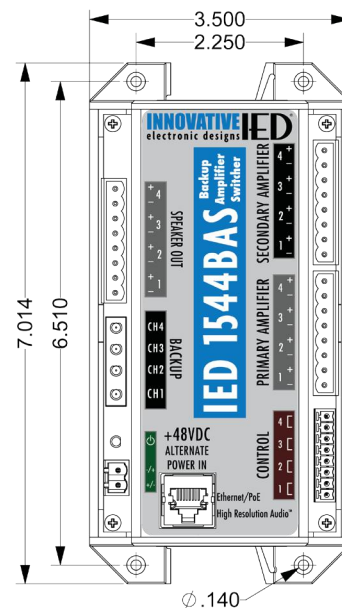 3.500
2.250
7.014
6.510
INNOVATIVE IED®
electronic designs
+ 4 -
+ 3 -
+ 2 -
+ 1 -
SPEAKER OUT
IED 1544BAS
Backup
Amplifier
Switcher
SECONDARY AMPLIFIER
4 +
-
3 +
-
2 +
-
1 +
-
CH4
CH3
CH2
CH1
BACKUP
PRIMARY AMPLIFIER
4 +
-
3 +
-
2 +
-
1 +
-
+48VDC
ALTERNATE
POWER IN
-/+
+/-
CONTROL
4
3
2
1
Ethernet/PoE
High Resolution Audio™
Ø .140